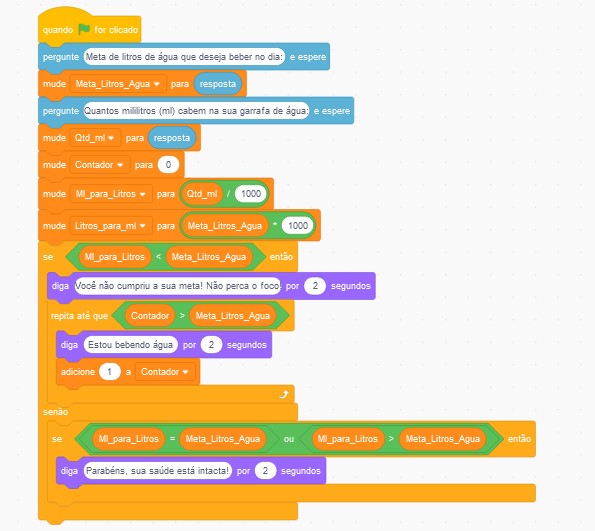 quando for clicado
pergunte Meta de litros de água que deseja beber no dia: e espere
mude Meta_Litros_Agua para resposta
pergunte Quantos mililitros (ml) cabem na sua garrafa de água: e espere
mude Qtd_ml para resposta
mude Contador para 0
mude Ml_para_Litros para Qtd_ml / 1000
mude Litros_para_ml para Meta_Litros_Agua * 1000
se Ml_para_Litros < Meta_Litros_Agua então
diga Você não cumpriu a sua meta! Não perca o foco por 2 segundos
repita até que Contador > Meta_Litros_Agua
diga Estou bebendo água por 2 segundos
adicione 1 a Contador
senão
se Ml_para_Litros = Meta_Litros_Agua ou Ml_para_Litros > Meta_Litros_Agua então
diga Parabéns, sua saúde está intacta! por 2 segundos